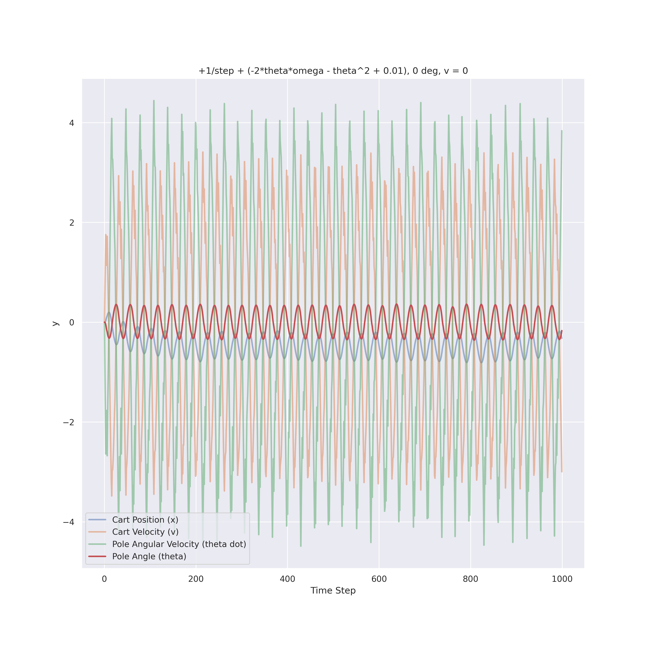 +1/step + (-2*theta*omega - theta^2 + 0.01), 0 deg, v = 0
4
2
0
−2
−4
y
0 200 400 600 800 1000
Time Step
Cart Position (x)
Cart Velocity (v)
Pole Angular Velocity (theta dot)
Pole Angle (theta)